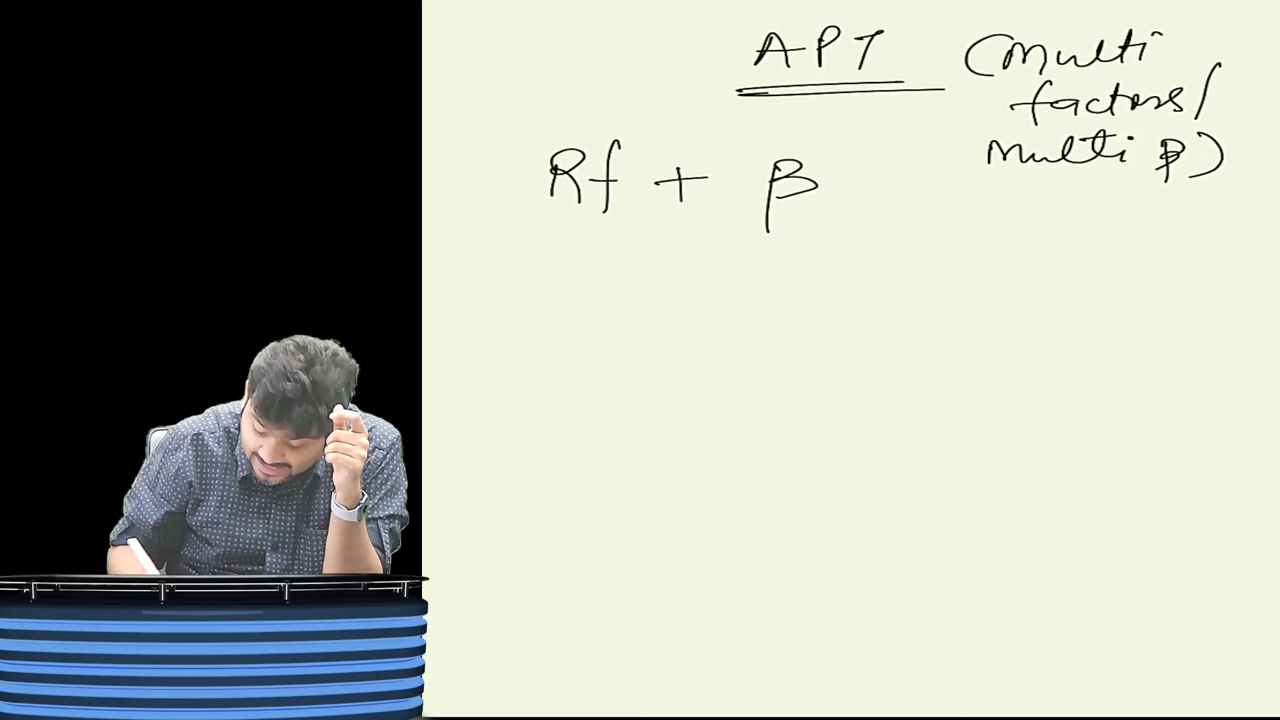 APT (Multi
factors/
multi β)
Rf + β